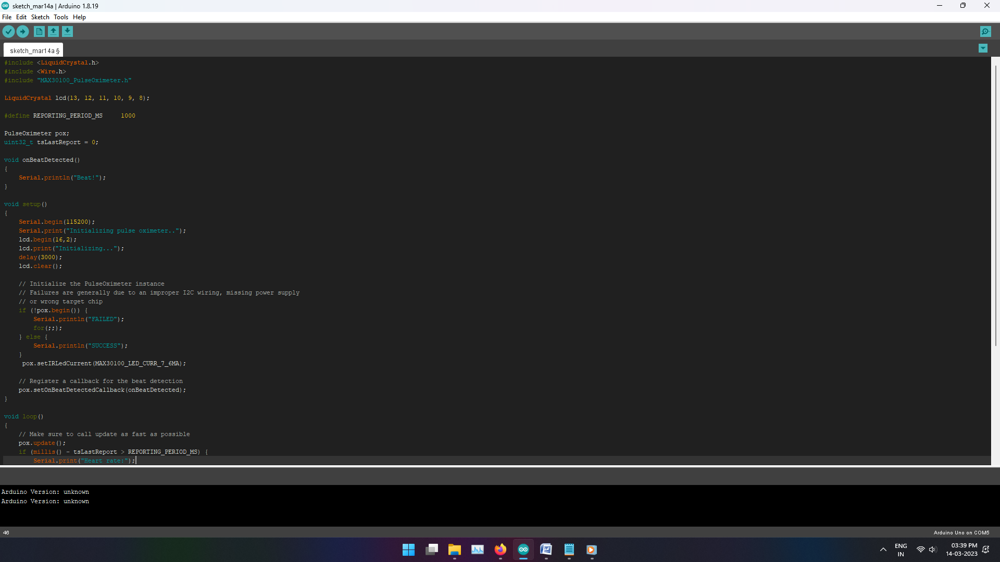 sketch_mar14a | Arduino 1.8.19
File Edit Sketch Tools Help
sketch_mar14a §
#include <LiquidCrystal.h>
#include <Wire.h>
#include "MAX30100_PulseOximeter.h"
LiquidCrystal lcd(13, 12, 11, 10, 9, 8);
#define REPORTING_PERIOD_MS     1000
PulseOximeter pox;
uint32_t tsLastReport = 0;
void onBeatDetected()
{
    Serial.println("Beat!");
}
void setup()
{
    Serial.begin(115200);
    Serial.print("Initializing pulse oximeter..");
    lcd.begin(16,2);
    lcd.print("Initializing...");
    delay(3000);
    lcd.clear();
    // Initialize the PulseOximeter instance
    // Failures are generally due to an improper I2C wiring, missing power supply
    // or wrong target chip
    if (!pox.begin()) {
        Serial.println("FAILED");
        for(;;);
    } else {
        Serial.println("SUCCESS");
    }
     pox.setIRLedCurrent(MAX30100_LED_CURR_7_6MA);
    // Register a callback for the beat detection
    pox.setOnBeatDetectedCallback(onBeatDetected);
}
void loop()
{
    // Make sure to call update as fast as possible
    pox.update();
    if (millis() - tsLastReport > REPORTING_PERIOD_MS) {
        Serial.print("Heart rate:");
Arduino Version: unknown
Arduino Version: unknown
46
Arduino Uno on COM5
ENG
IN
03:39 PM
14-03-2023